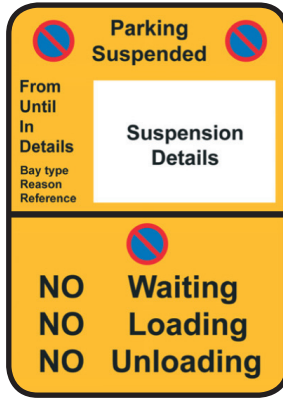 Parking
Suspended
From
Until
In
Details
Bay type
Reason
Reference
Suspension
Details
NO Waiting
NO Loading
NO Unloading